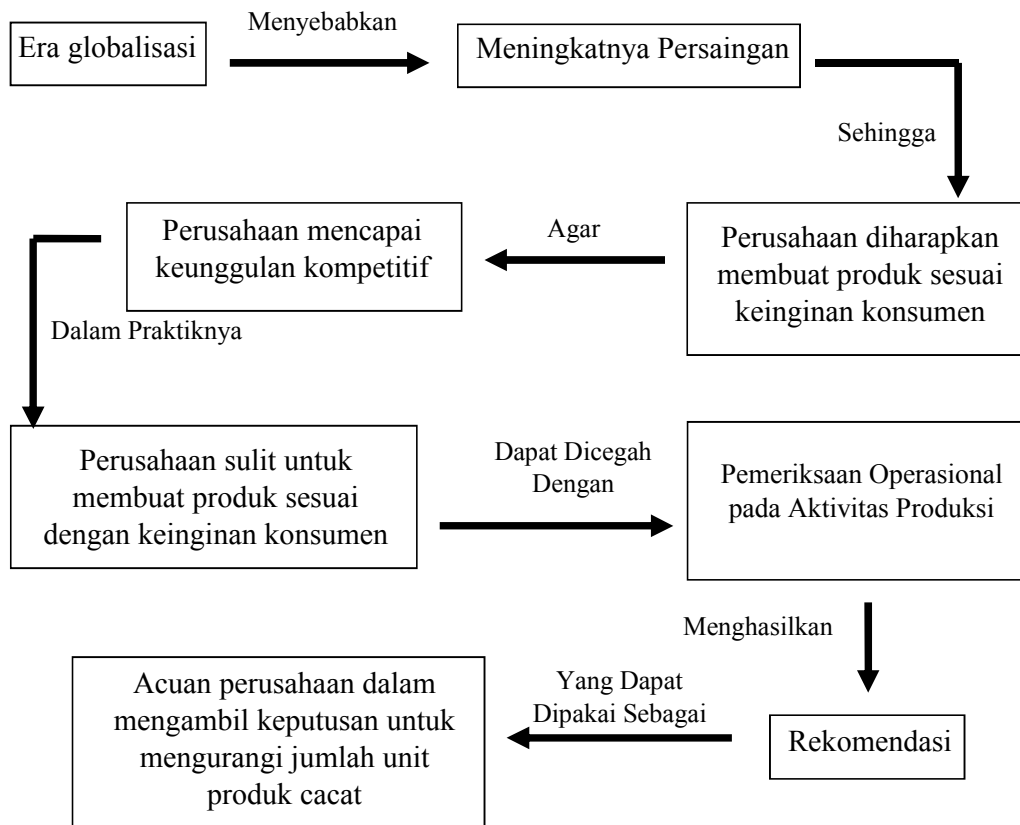 Era globalisasi
Menyebabkan
Meningkatnya Persaingan
Sehingga
Perusahaan diharapkan
membuat produk sesuai
keinginan konsumen
Agar
Perusahaan mencapai
keunggulan kompetitif
Dalam Praktiknya
Perusahaan sulit untuk
membuat produk sesuai
dengan keinginan konsumen
Dapat Dicegah
Dengan
Pemeriksaan Operasional
pada Aktivitas Produksi
Menghasilkan
Rekomendasi
Yang Dapat
Dipakai Sebagai
Acuan perusahaan dalam
mengambil keputusan untuk
mengurangi jumlah unit
produk cacat